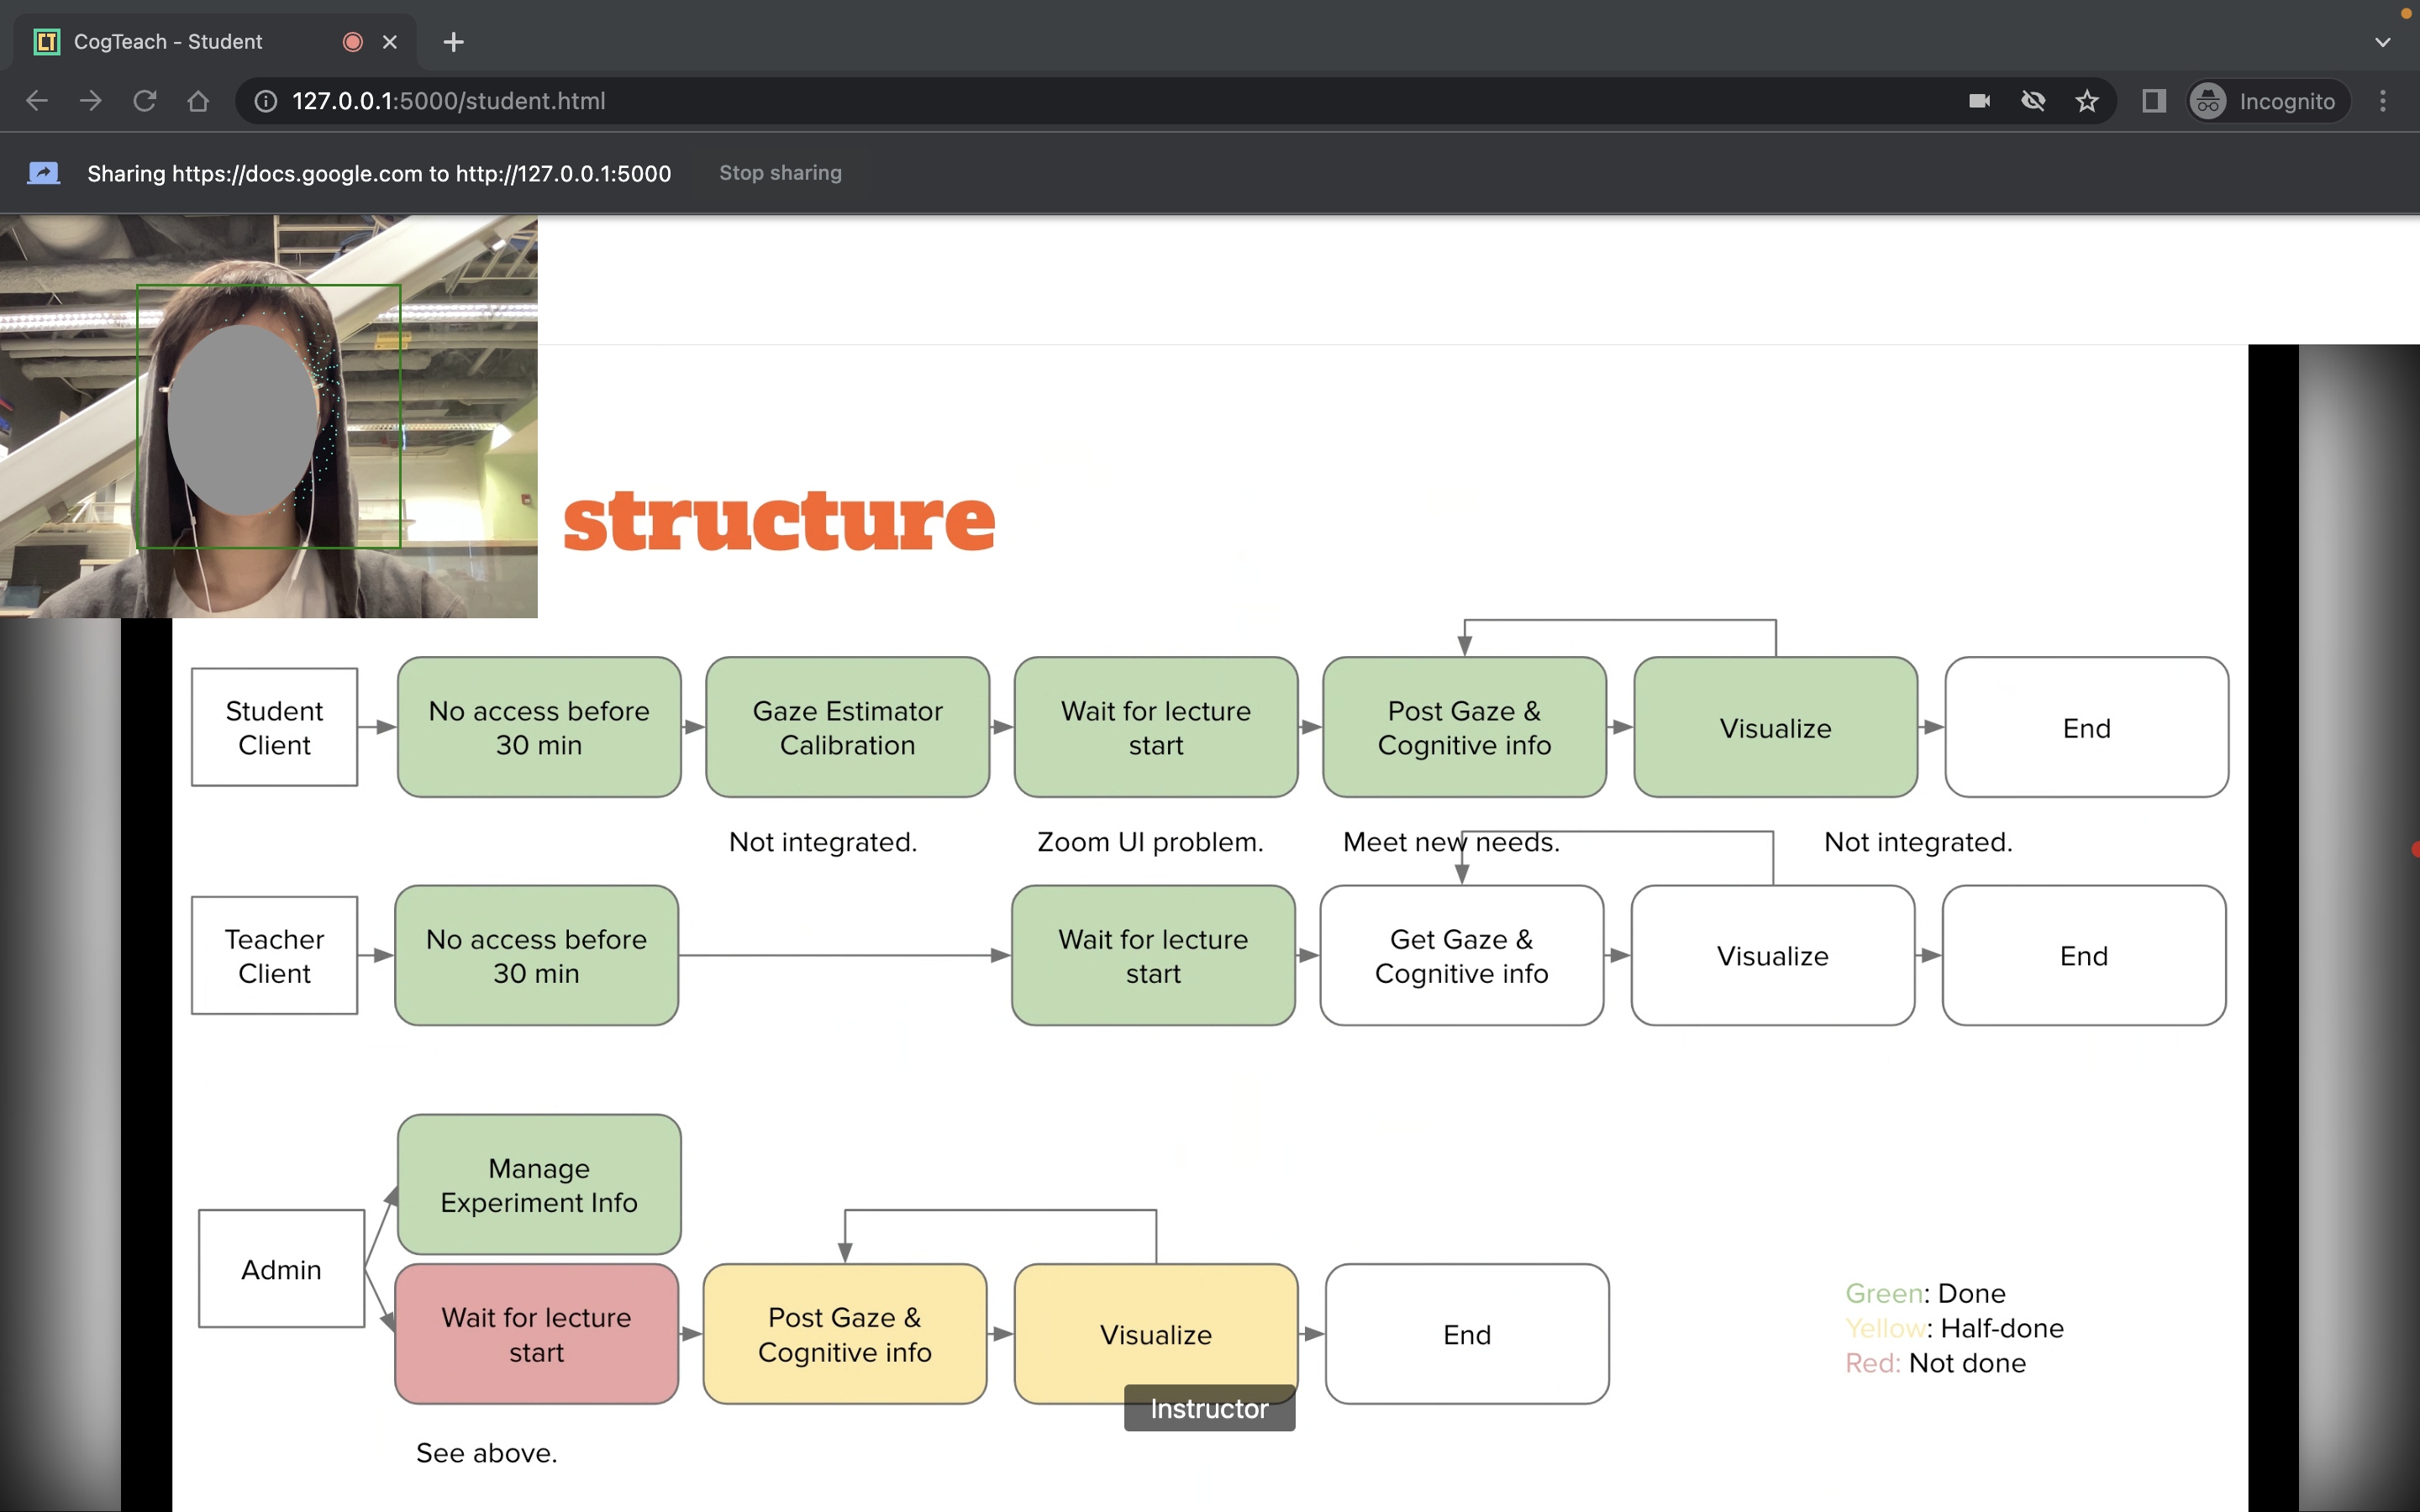 CogTeach - Student
127.0.0.1:5000/student.html
Incognito
Sharing https://docs.google.com to http://127.0.0.1:5000
Stop sharing
structure
Student
Client
No access before
30 min
Gaze Estimator
Calibration
Wait for lecture
start
Post Gaze &
Cognitive info
Visualize
End
Not integrated.
Zoom UI problem.
Meet new needs.
Not integrated.
Teacher
Client
No access before
30 min
Wait for lecture
start
Get Gaze &
Cognitive info
Visualize
End
Manage
Experiment Info
Admin
Wait for lecture
start
Post Gaze &
Cognitive info
Visualize
End
Green: Done
Yellow: Half-done
Red: Not done
Instructor
See above.